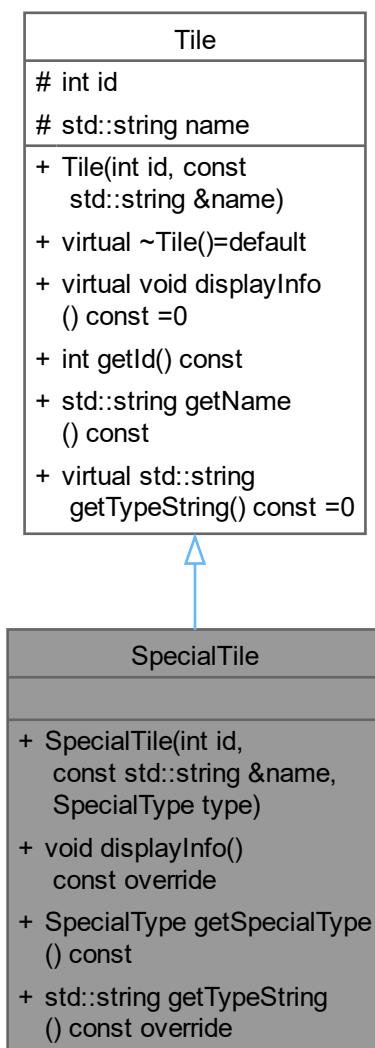 Tile
# int id
# std::string name
+ Tile(int id, const
std::string &name)
+ virtual ~Tile()=default
+ virtual void displayInfo
() const =0
+ int getId() const
+ std::string getName
() const
+ virtual std::string
getTypeString() const =0
SpecialTile
+ SpecialTile(int id,
const std::string &name,
SpecialType type)
+ void displayInfo()
const override
+ SpecialType getSpecialType
() const
+ std::string getTypeString
() const override